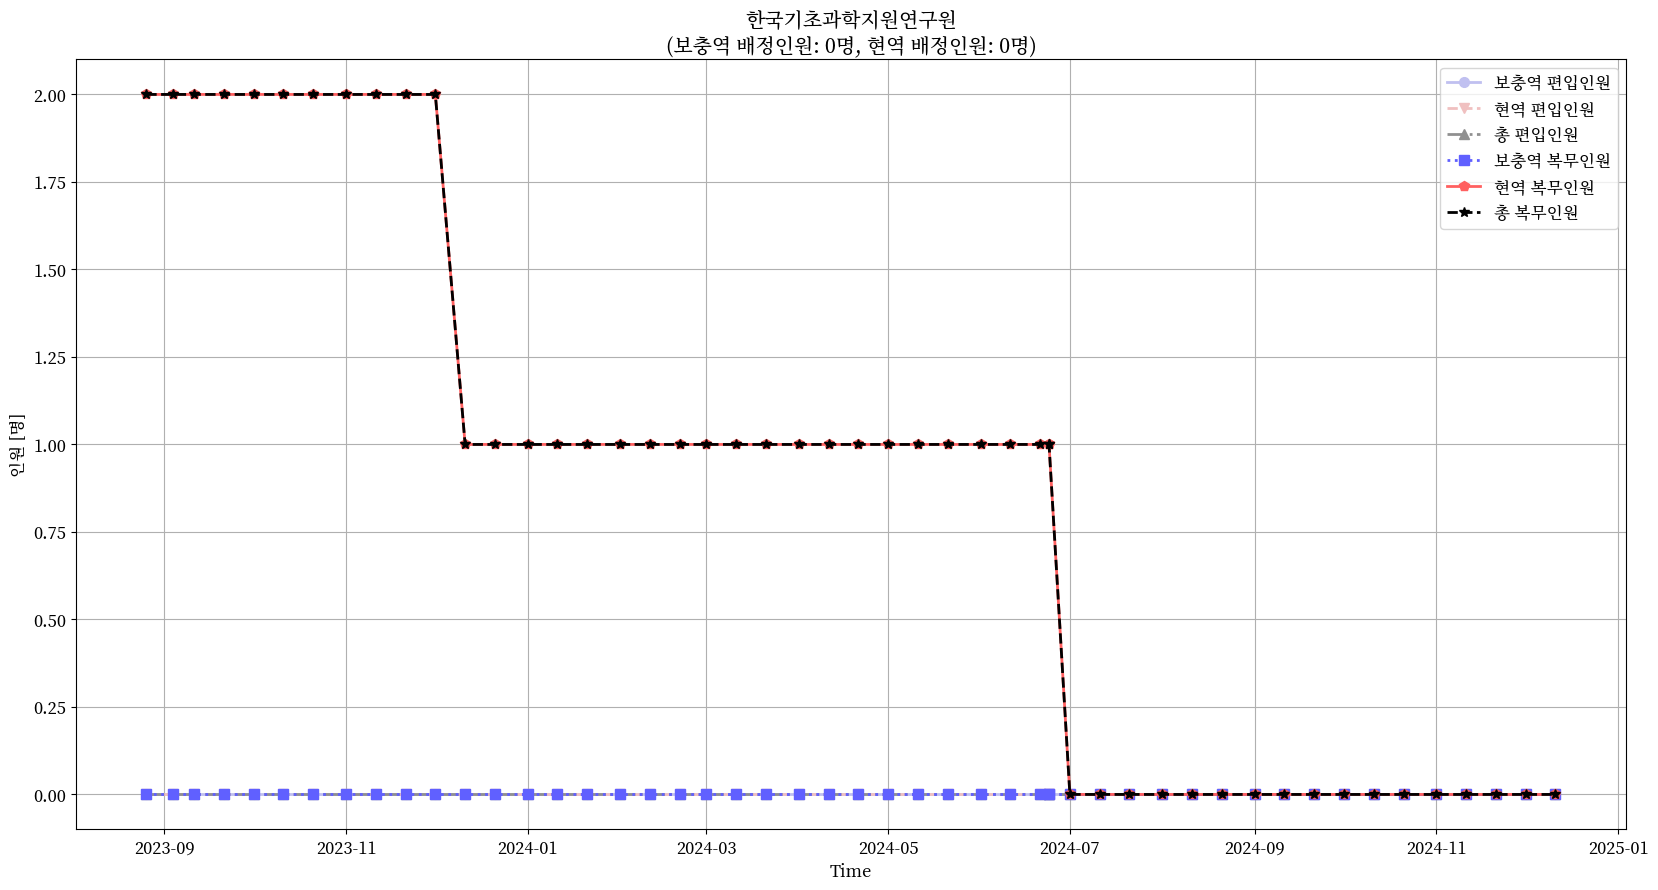 한국기초과학지원연구원
(보충역 배정인원: 0명, 현역 배정인원: 0명)
보충역 편입인원
현역 편입인원
총 편입인원
보충역 복무인원
현역 복무인원
총 복무인원
인원 [명]
2.00
1.75
1.50
1.25
1.00
0.75
0.50
0.25
0.00
2023-09 2023-11 2024-01 2024-03 2024-05 2024-07 2024-09 2024-11 2025-01
Time